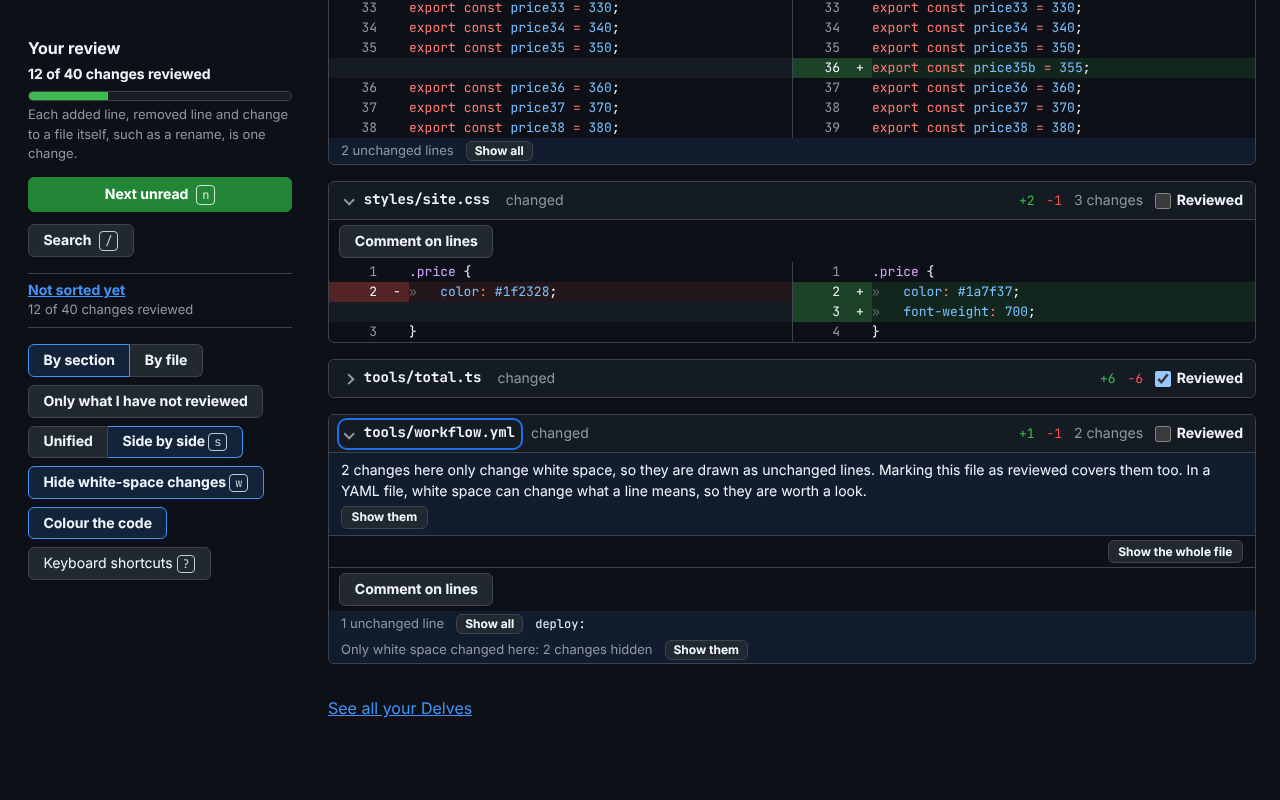 Your review
12 of 40 changes reviewed
Each added line, removed line and change
to a file itself, such as a rename, is one
change.
Next unread n
Search /
Not sorted yet
12 of 40 changes reviewed
By section By file
Only what I have not reviewed
Unified Side by side s
Hide white-space changes w
Colour the code
Keyboard shortcuts ?
33 export const price33 = 330; 33 export const price33 = 330;
34 export const price34 = 340; 34 export const price34 = 340;
35 export const price35 = 350; 35 export const price35 = 350;
36 + export const price35b = 355;
36 export const price36 = 360; 37 export const price36 = 360;
37 export const price37 = 370; 38 export const price37 = 370;
38 export const price38 = 380; 39 export const price38 = 380;
2 unchanged lines Show all
styles/site.css changed +2 -1 3 changes Reviewed
Comment on lines
1 .price { 1 .price {
2 - » color: #1f2328; 2 + » color: #1a7f37;
3 + » font-weight: 700;
3 } 4 }
tools/total.ts changed +6 -6 Reviewed
tools/workflow.yml changed +1 -1 2 changes Reviewed
2 changes here only change white space, so they are drawn as unchanged lines. Marking this file as reviewed covers them too. In a
YAML file, white space can change what a line means, so they are worth a look.
Show them
Show the whole file
Comment on lines
1 unchanged line Show all deploy:
Only white space changed here: 2 changes hidden Show them
See all your Delves